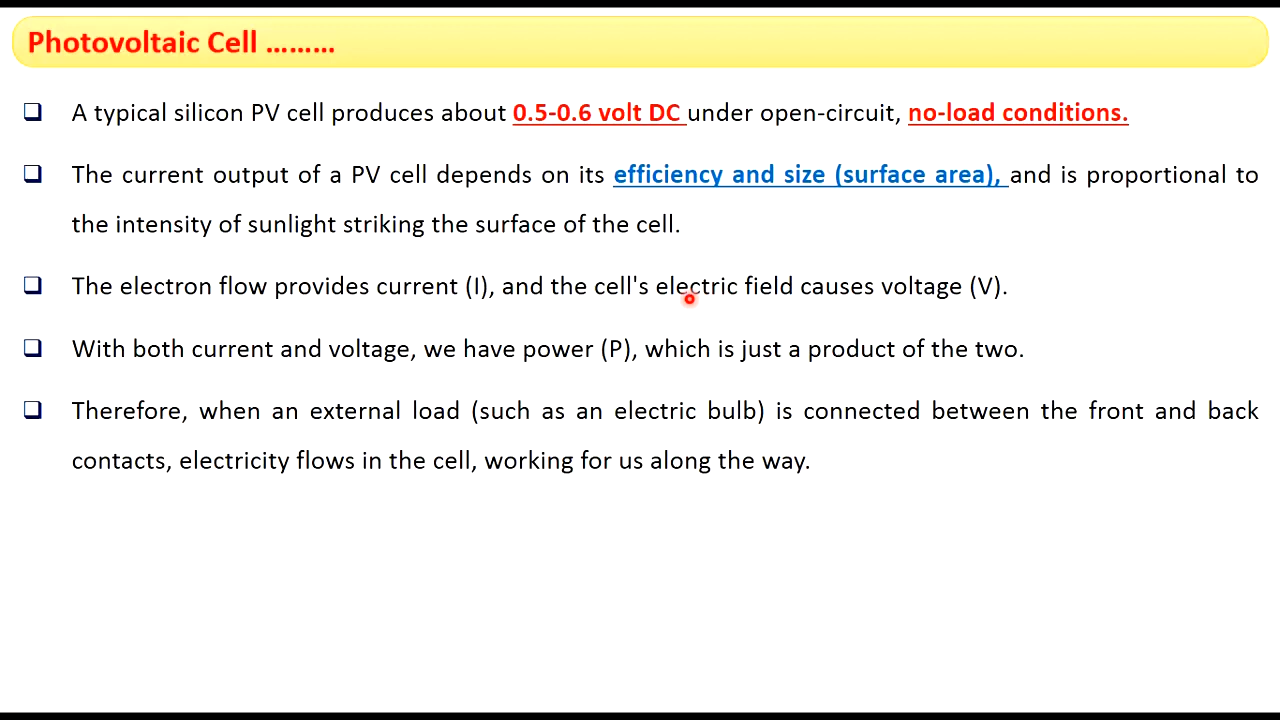 Photovoltaic Cell .........
❑ A typical silicon PV cell produces about 0.5-0.6 volt DC under open-circuit, no-load conditions.
❑ The current output of a PV cell depends on its efficiency and size (surface area), and is proportional to
the intensity of sunlight striking the surface of the cell.
❑ The electron flow provides current (I), and the cell's electric field causes voltage (V).
❑ With both current and voltage, we have power (P), which is just a product of the two.
❑ Therefore, when an external load (such as an electric bulb) is connected between the front and back
contacts, electricity flows in the cell, working for us along the way.